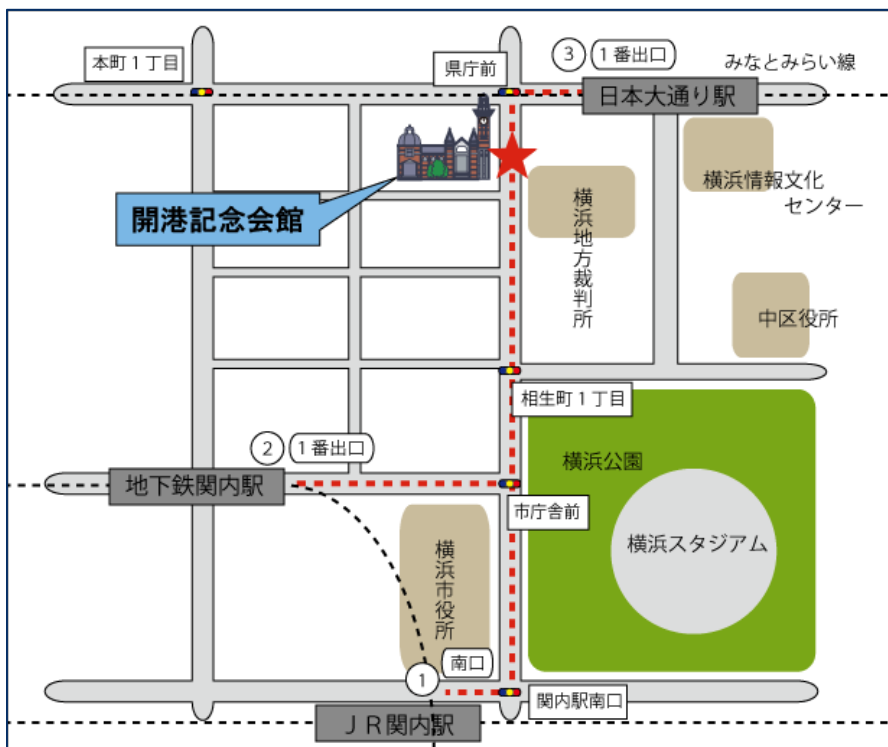 本町1丁目
県庁前
③
1番出口
みなとみらい線
日本大通り駅
開港記念会館
横浜地方裁判所
横浜情報文化
センター
中区役所
相生町1丁目
②
1番出口
地下鉄関内駅
横浜公園
市庁舎前
横浜スタジアム
横浜市役所
南口
①
関内駅南口
JR関内駅